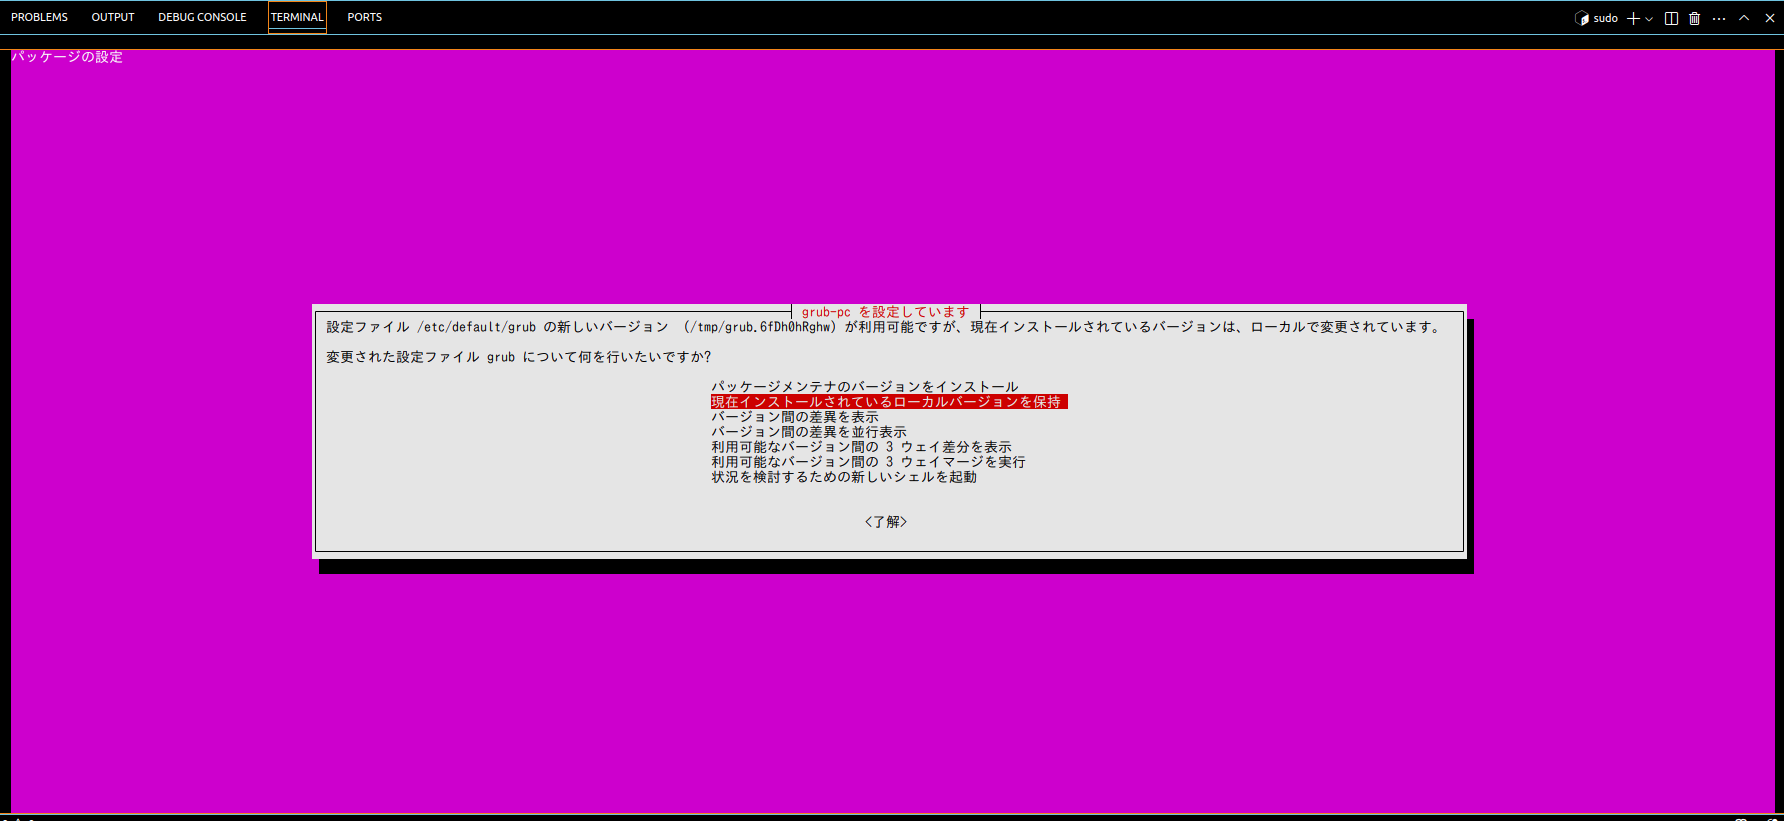 PROBLEMS OUTPUT DEBUG CONSOLE TERMINAL PORTS sudo
パッケージの設定
grub-pc を設定しています
設定ファイル /etc/default/grub の新しいバージョン (/tmp/grub.6fDh0hRghw) が利用可能ですが、現在インストールされているバージョンは、ローカルで変更されています。
変更された設定ファイル grub について何を行いたいですか?
パッケージメンテナのバージョンをインストール
現在インストールされているローカルバージョンを保持
バージョン間の差異を表示
バージョン間の差異を並行表示
利用可能なバージョン間の 3 ウェイ差分を表示
利用可能なバージョン間の 3 ウェイマージを実行
状況を検討するための新しいシェルを起動
<了解>